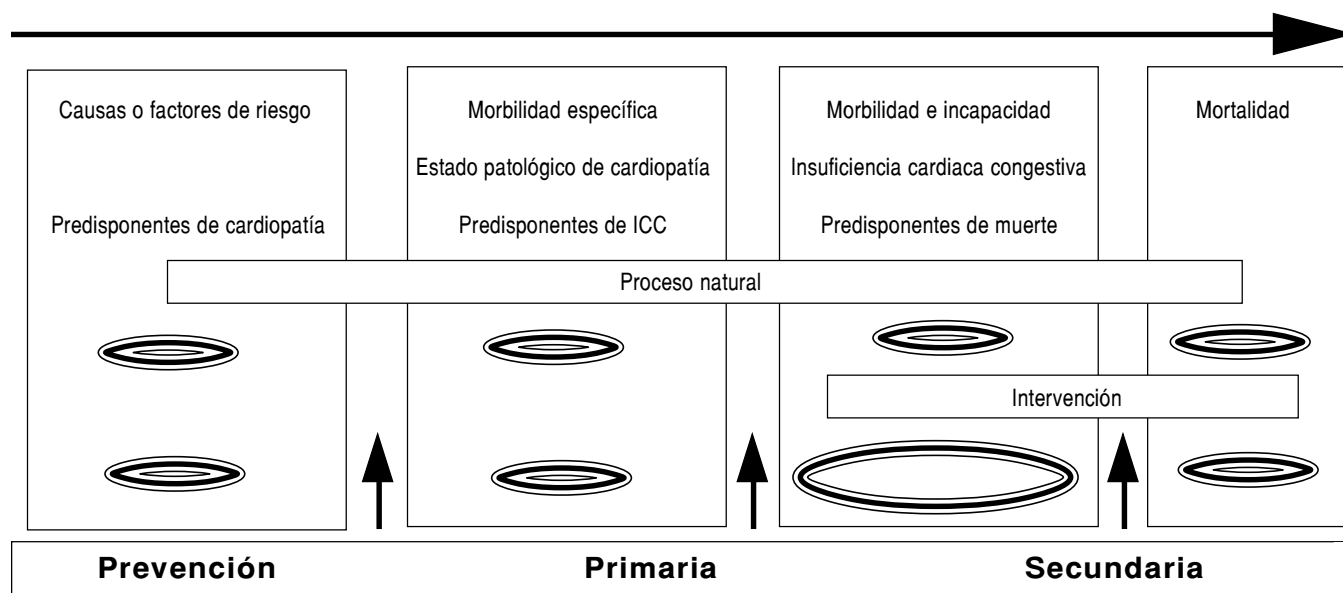 Causas o factores de riesgo
Predisponentes de cardiopatía
Morbilidad específica
Estado patológico de cardiopatía
Predisponentes de ICC
Morbilidad e incapacidad
Insuficiencia cardiaca congestiva
Predisponentes de muerte
Mortalidad
Proceso natural
Intervención
Prevención Primaria Secundaria